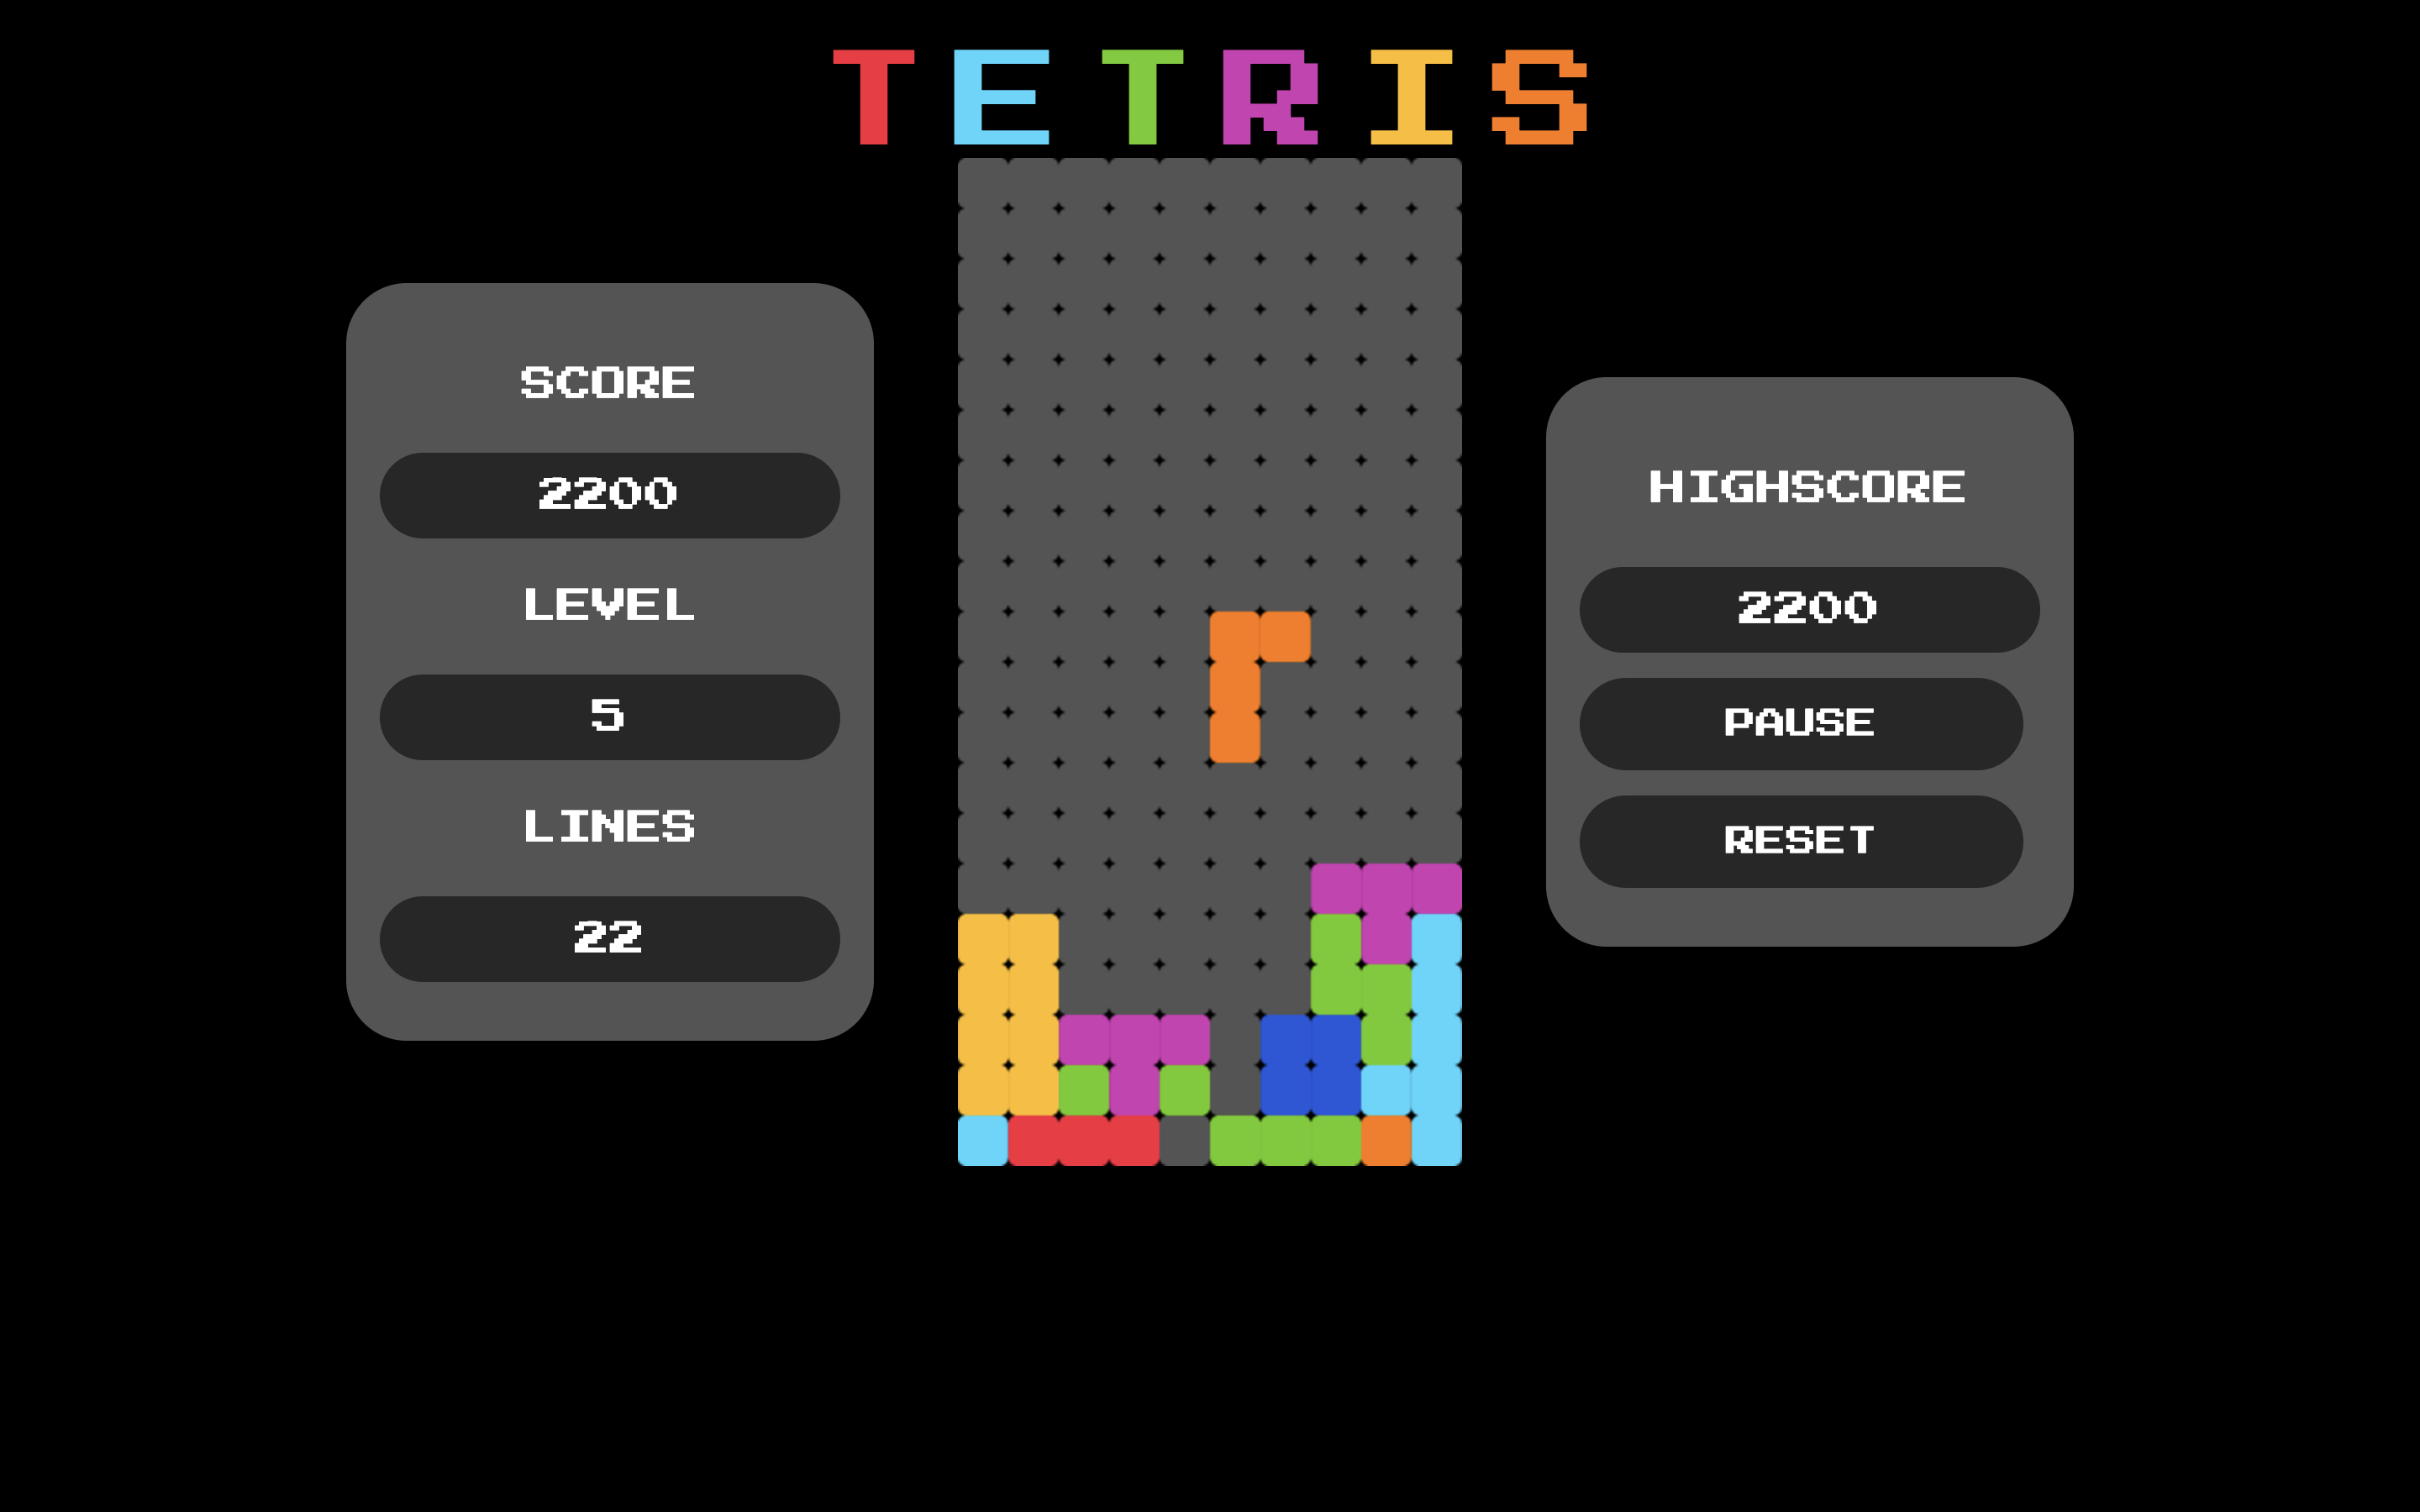 TETRIS
SCORE
2200
LEVEL
5
LINES
22
HIGHSCORE
2200
PAUSE
RESET